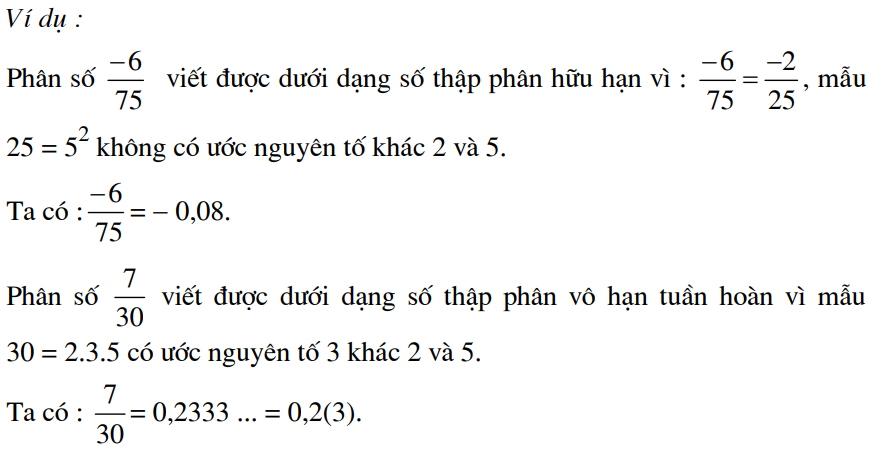 Ví dụ :
Phân số $\frac{-6}{75}$ viết được dưới dạng số thập phân hữu hạn vì : $\frac{-6}{75} = \frac{-2}{25}$, mẫu
25 = 5² không có ước nguyên tố khác 2 và 5.
Ta có : $\frac{-6}{75}$ = – 0,08.
Phân số $\frac{7}{30}$ viết được dưới dạng số thập phân vô hạn tuần hoàn vì mẫu
30 = 2.3.5 có ước nguyên tố 3 khác 2 và 5.
Ta có : $\frac{7}{30}$ = 0,2333 ... = 0,2(3).